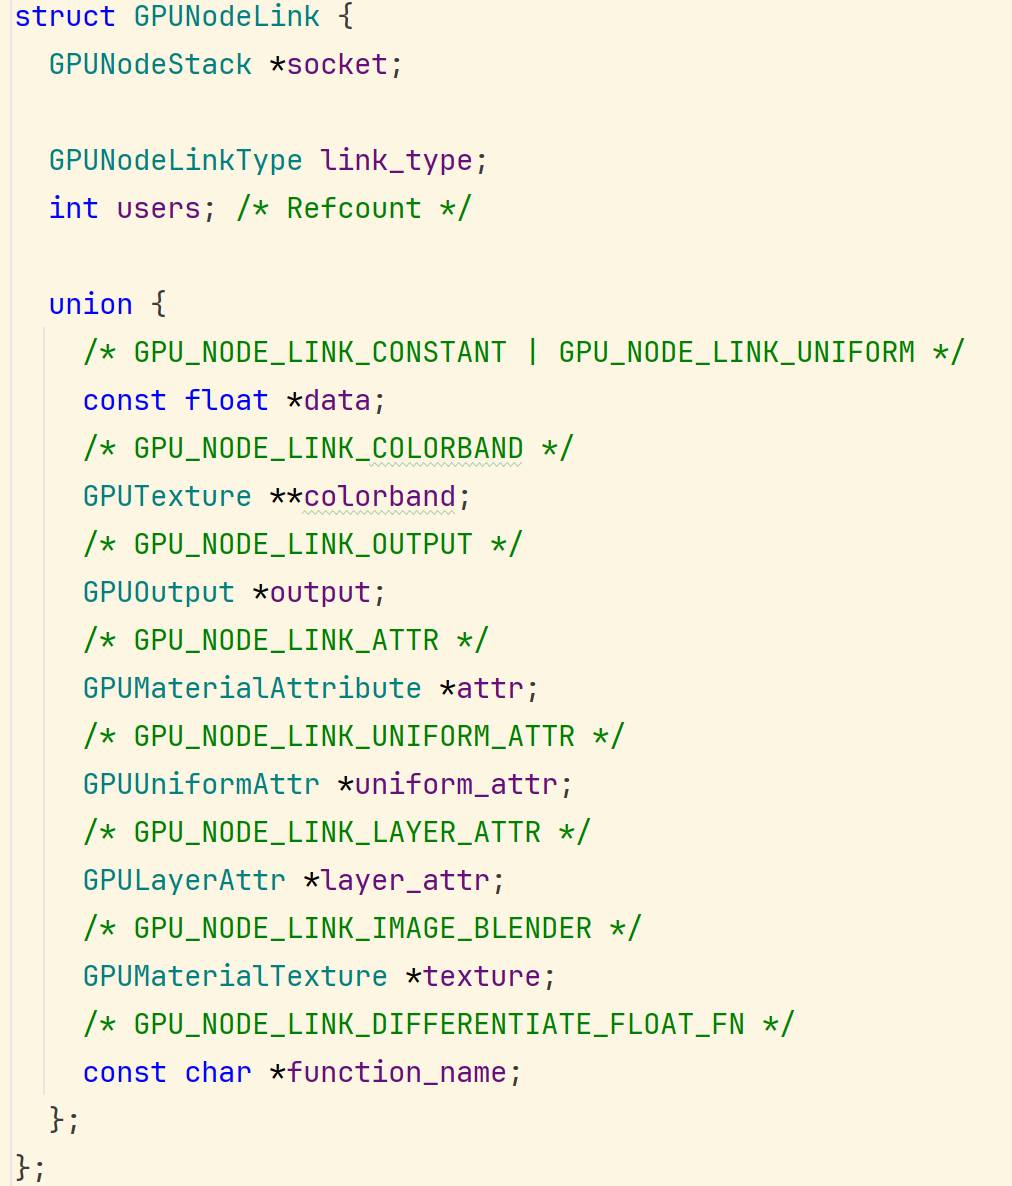 struct GPUNodeLink {
  GPUNodeStack *socket;

  GPUNodeLinkType link_type;
  int users; /* Refcount */

  union {
    /* GPU_NODE_LINK_CONSTANT | GPU_NODE_LINK_UNIFORM */
    const float *data;
    /* GPU_NODE_LINK_COLORBAND */
    GPUTexture **colorband;
    /* GPU_NODE_LINK_OUTPUT */
    GPUOutput *output;
    /* GPU_NODE_LINK_ATTR */
    GPUMaterialAttribute *attr;
    /* GPU_NODE_LINK_UNIFORM_ATTR */
    GPUUniformAttr *uniform_attr;
    /* GPU_NODE_LINK_LAYER_ATTR */
    GPULayerAttr *layer_attr;
    /* GPU_NODE_LINK_IMAGE_BLENDER */
    GPUMaterialTexture *texture;
    /* GPU_NODE_LINK_DIFFERENTIATE_FLOAT_FN */
    const char *function_name;
  };
};